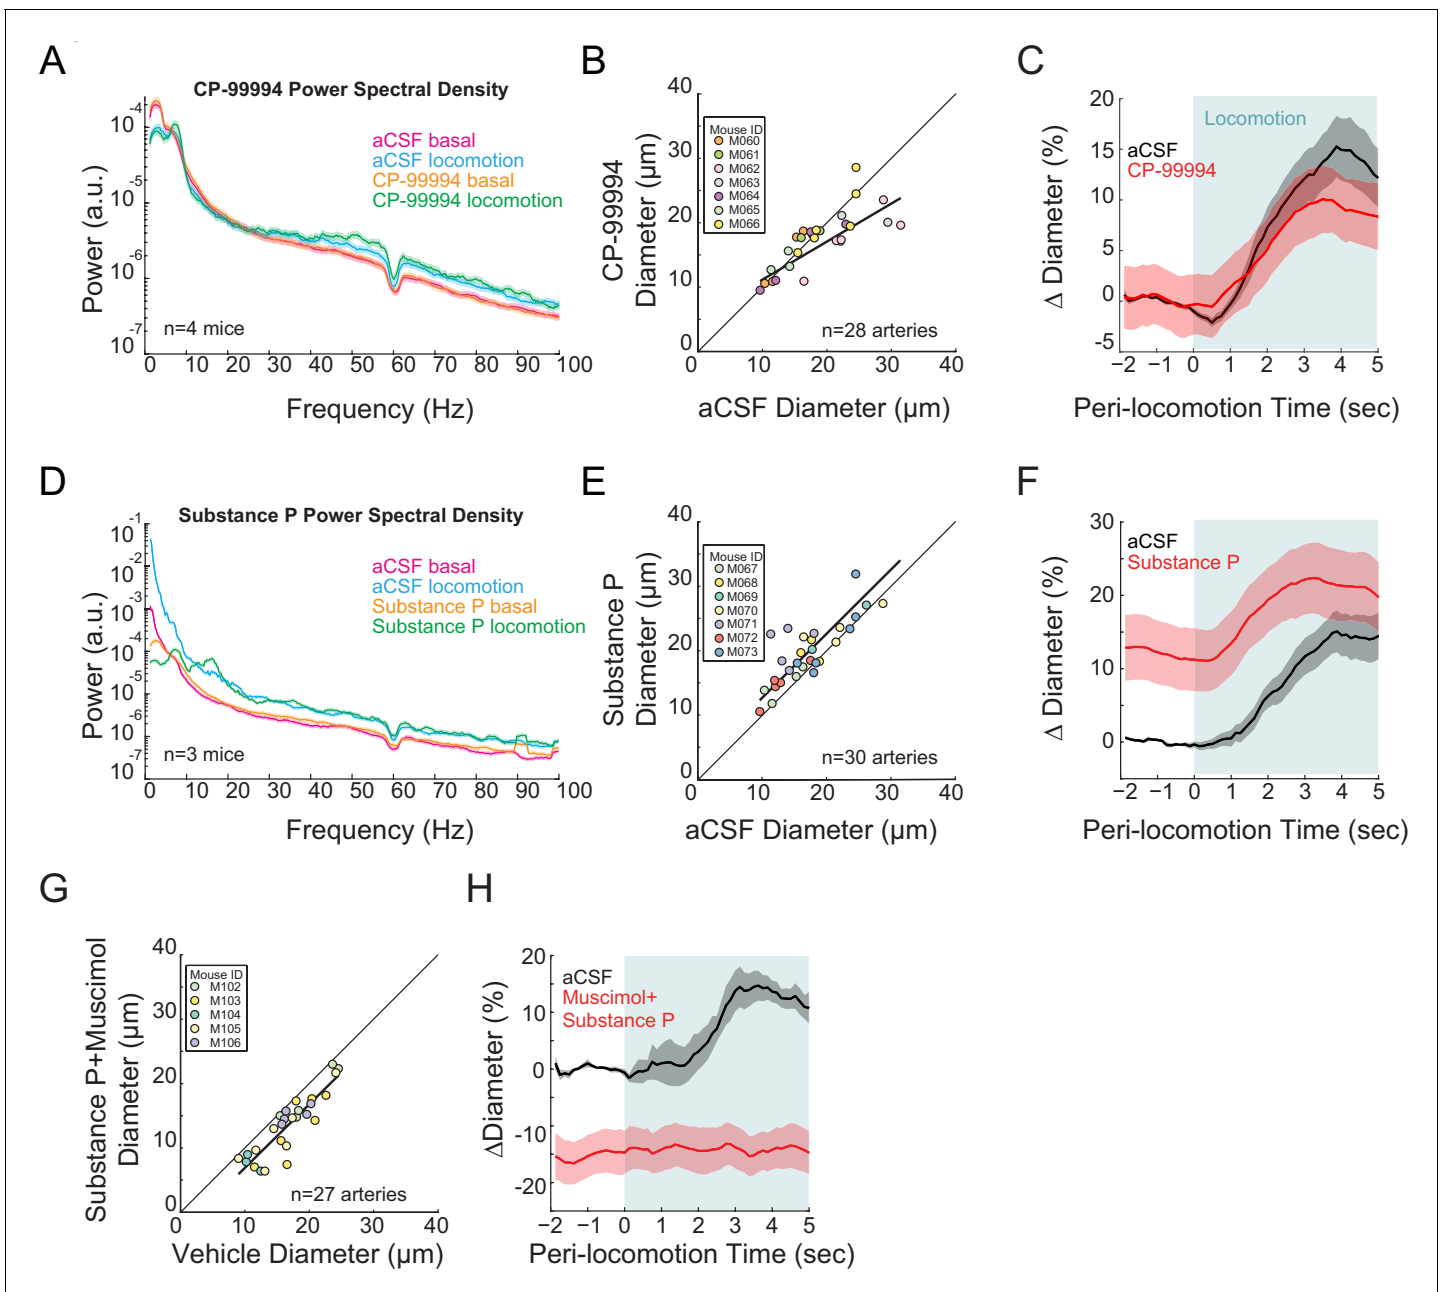 A
CP-99994 Power Spectral Density
Power (a.u.)
-4
10
10
-5
10
-6
10
-7
10
aCSF basal
aCSF locomotion
CP-99994 basal
CP-99994 locomotion
n=4 mice
0 10 20 30 40 50 60 70 80 90 100
Frequency (Hz)
B
CP-99994
Diameter (µm)
40
30
20
10
0
Mouse ID
M060
M061
M062
M063
M064
M065
M066
n=28 arteries
0 10 20 30 40
aCSF Diameter (µm)
C
Δ Diameter (%)
20
15
10
5
0
-5
Locomotion
aCSF
CP-99994
−2 −1 0 1 2 3 4 5
Peri-locomotion Time (sec)
D
Substance P Power Spectral Density
Power (a.u.)
-1
10
-2
10
-3
10
-4
10
-5
10
-6
10
-7
10
10
aCSF basal
aCSF locomotion
Substance P basal
Substance P locomotion
n=3 mice
0 10 20 30 40 50 60 70 80 90 100
Frequency (Hz)
E
Substance P
Diameter (µm)
40
30
20
10
0
Mouse ID
M067
M068
M069
M070
M071
M072
M073
n=30 arteries
0 10 20 30 40
aCSF Diameter (µm)
F
Δ Diameter (%)
30
20
10
0
aCSF
Substance P
−2 −1 0 1 2 3 4 5
Peri-locomotion Time (sec)
G
Substance P+Muscimol
Diameter (µm)
40
30
20
10
0
Mouse ID
M102
M103
M104
M105
M106
n=27 arteries
0 10 20 30 40
Vehicle Diameter (µm)
H
ΔDiameter (%)
20
10
0
-10
-20
aCSF
Muscimol+
Substance P
−2 −1 0 1 2 3 4 5
Peri-locomotion Time (sec)